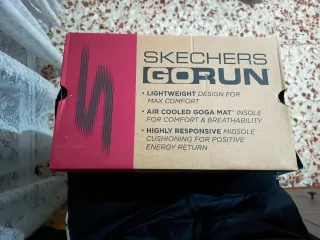 SKECHERS
GORUN
• LIGHTWEIGHT DESIGN FOR
MAX COMFORT
• AIR COOLED GOGA MAT™ INSOLE
FOR COMFORT & BREATHABILITY
• HIGHLY RESPONSIVE MIDSOLE
CUSHIONING FOR POSITIVE
ENERGY RETURN